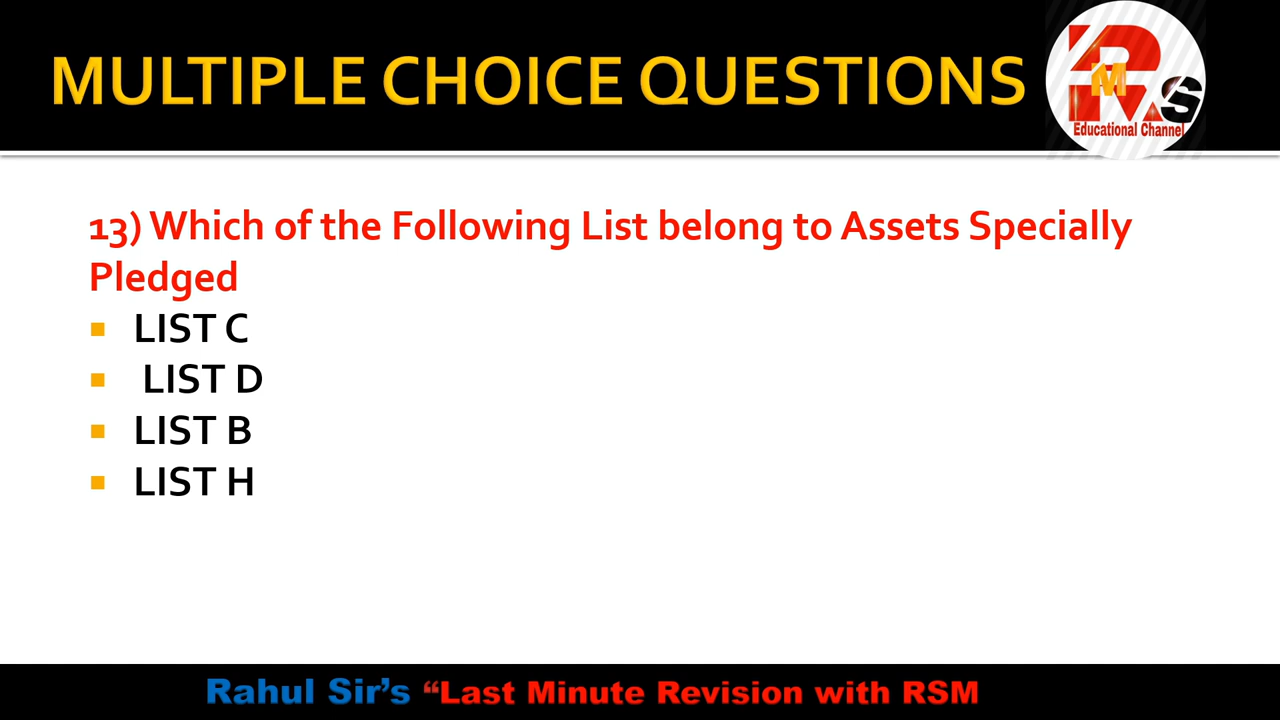 MULTIPLE CHOICE QUESTIONS
RMS
Educational Channel
13) Which of the Following List belong to Assets Specially
Pledged
LIST C
LIST D
LIST B
LIST H
Rahul Sir's "Last Minute Revision with RSM